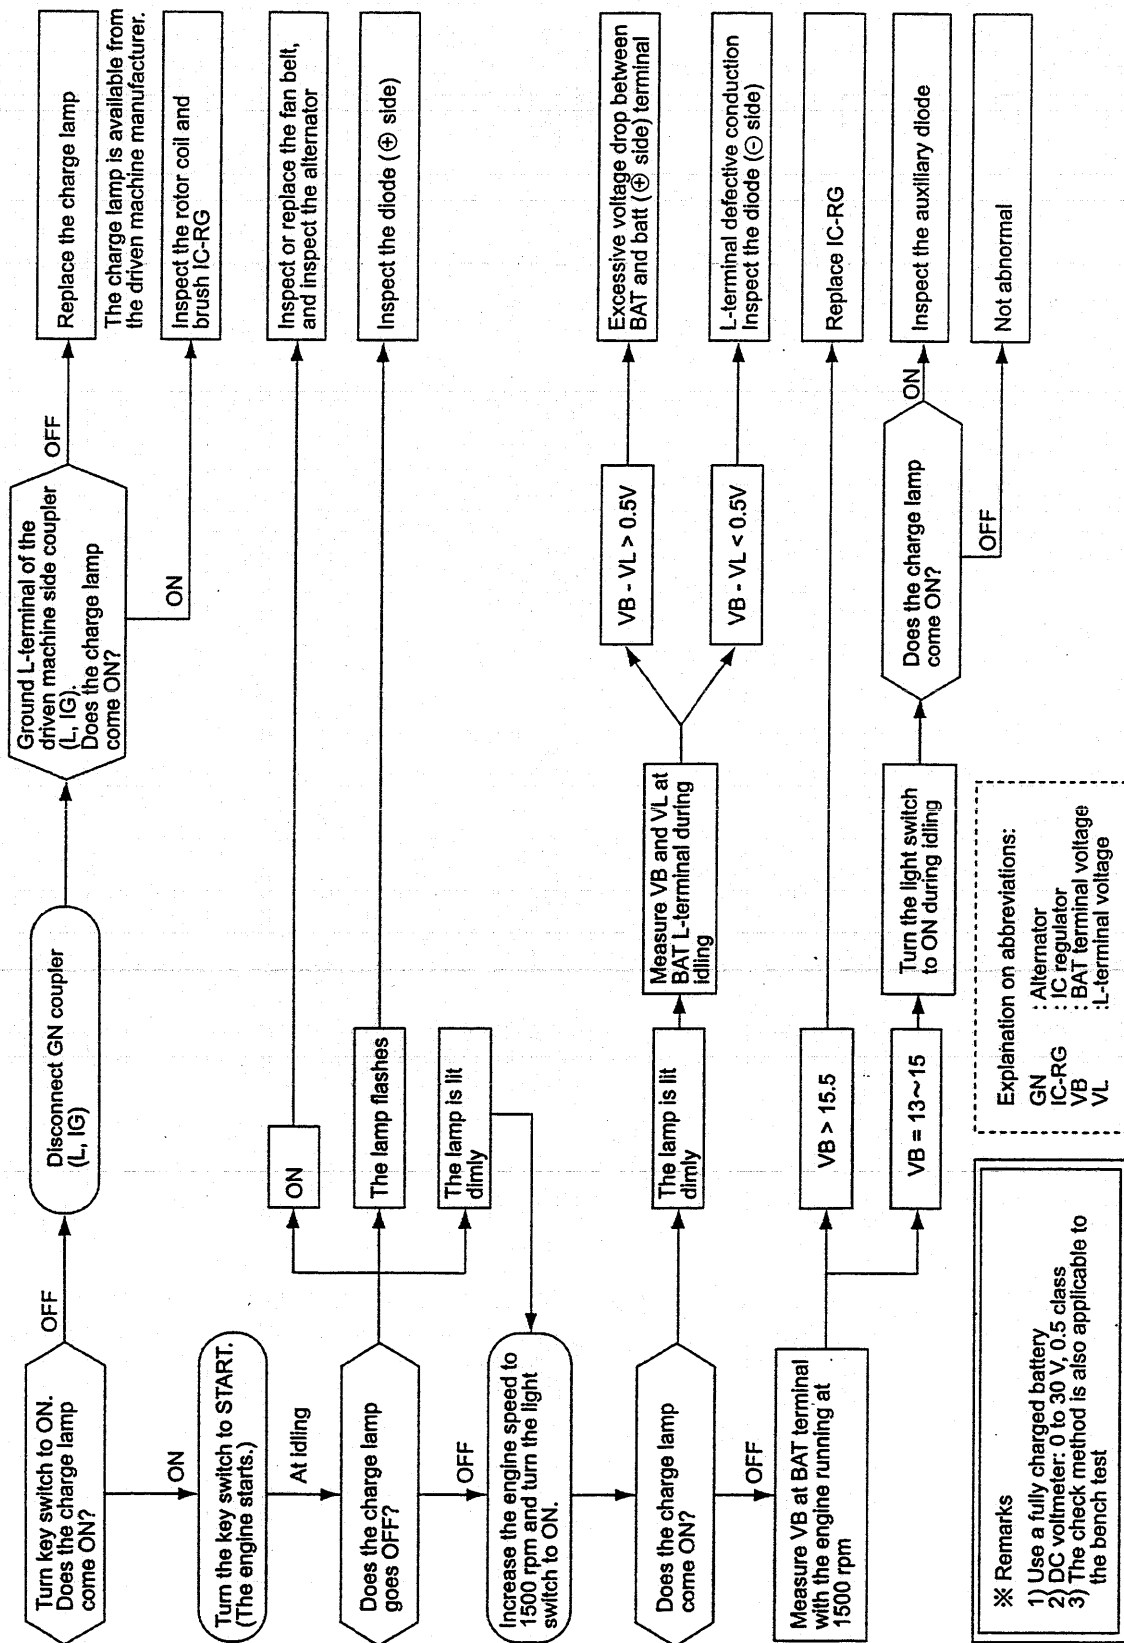 Turn key switch to ON.
Does the charge lamp
come ON?
OFF
Disconnect GN coupler
(L, IG)
Ground L-terminal of the
driven machine side coupler
(L, IG).
Does the charge lamp
come ON?
OFF
Replace the charge lamp
The charge lamp is available from
the driven machine manufacturer.
ON
Inspect the rotor coil and
brush IC-RG
ON
Turn the key switch to START.
(The engine starts.)
At idling
Does the charge lamp
goes OFF?
ON
Inspect or replace the fan belt,
and inspect the alternator
The lamp flashes
Inspect the diode (⊕ side)
The lamp is lit
dimly
OFF
Increase the engine speed to
1500 rpm and turn the light
switch to ON.
Does the charge lamp
come ON?
The lamp is lit
dimly
Measure VB and VL at
BAT L-terminal during
idling
VB - VL > 0.5V
Excessive voltage drop between
BAT and batt (⊕ side) terminal
VB - VL < 0.5V
L-terminal defective conduction
Inspect the diode (⊖ side)
OFF
Measure VB at BAT terminal
with the engine running at
1500 rpm
VB > 15.5
Replace IC-RG
VB = 13~15
Turn the light switch
to ON during idling
Does the charge lamp
come ON?
ON
Inspect the auxiliary diode
OFF
Not abnormal
※ Remarks
1) Use a fully charged battery
2) DC voltmeter: 0 to 30 V, 0.5 class
3) The check method is also applicable to
the bench test
Explanation on abbreviations:
GN : Alternator
IC-RG : IC regulator
VB : BAT terminal voltage
VL :L-terminal voltage